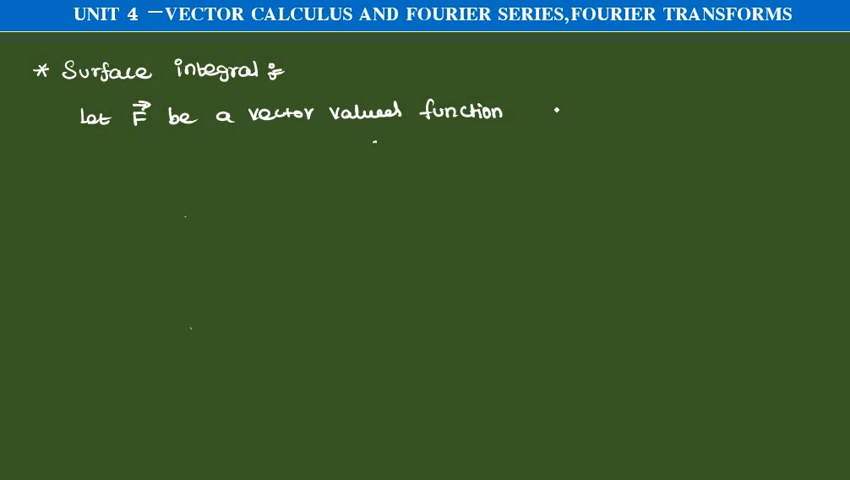 UNIT 4 —VECTOR CALCULUS AND FOURIER SERIES,FOURIER TRANSFORMS
* Surface integral :-
Let F⃗ be a vector valued function